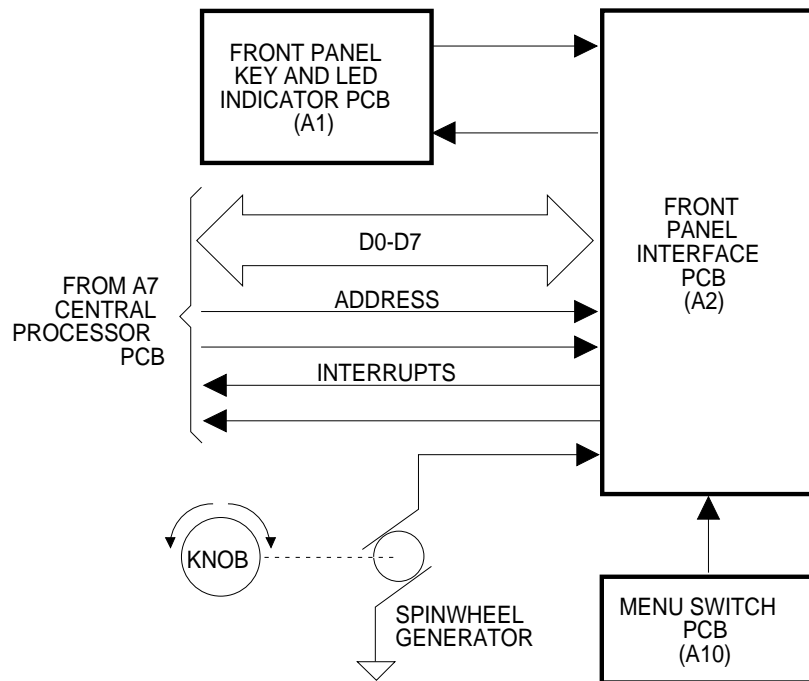 FRONT PANEL
KEY AND LED
INDICATOR PCB
(A1)
D0-D7
FROM A7
CENTRAL
PROCESSOR
PCB
ADDRESS
INTERRUPTS
FRONT
PANEL
INTERFACE
PCB
(A2)
KNOB
SPINWHEEL
GENERATOR
MENU SWITCH
PCB
(A10)